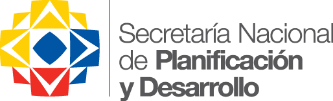 Secretaría Nacional
de Planificación
y Desarrollo